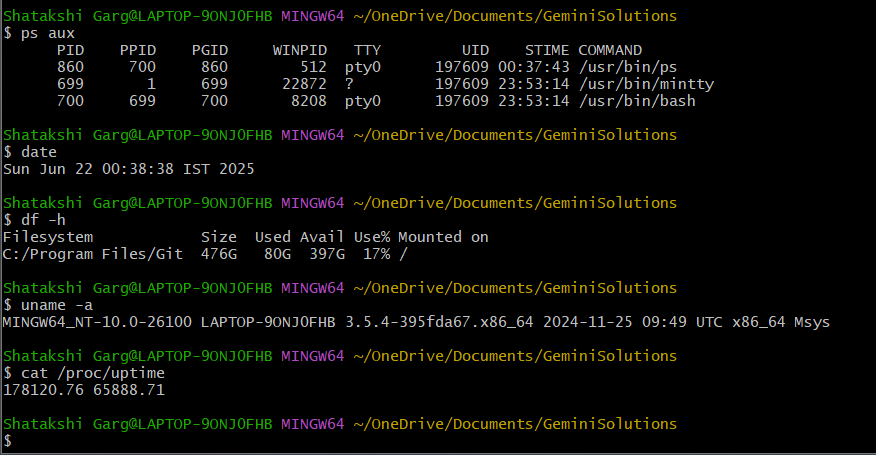 Shatakshi Garg@LAPTOP-9ONJ0FHB MINGW64 ~/OneDrive/Documents/GeminiSolutions
$ ps aux
      PID    PPID    PGID     WINPID   TTY         UID    STIME COMMAND
      860     700     860        512  pty0      197609 00:37:43 /usr/bin/ps
      699       1     699      22872  ?         197609 23:53:14 /usr/bin/mintty
      700     699     700       8208  pty0      197609 23:53:14 /usr/bin/bash
Shatakshi Garg@LAPTOP-9ONJ0FHB MINGW64 ~/OneDrive/Documents/GeminiSolutions
$ date
Sun Jun 22 00:38:38 IST 2025
Shatakshi Garg@LAPTOP-9ONJ0FHB MINGW64 ~/OneDrive/Documents/GeminiSolutions
$ df -h
Filesystem            Size  Used Avail Use% Mounted on
C:/Program Files/Git  476G   80G  397G  17% /
Shatakshi Garg@LAPTOP-9ONJ0FHB MINGW64 ~/OneDrive/Documents/GeminiSolutions
$ uname -a
MINGW64_NT-10.0-26100 LAPTOP-9ONJ0FHB 3.5.4-395fda67.x86_64 2024-11-25 09:49 UTC x86_64 Msys
Shatakshi Garg@LAPTOP-9ONJ0FHB MINGW64 ~/OneDrive/Documents/GeminiSolutions
$ cat /proc/uptime
178120.76 65888.71
Shatakshi Garg@LAPTOP-9ONJ0FHB MINGW64 ~/OneDrive/Documents/GeminiSolutions
$